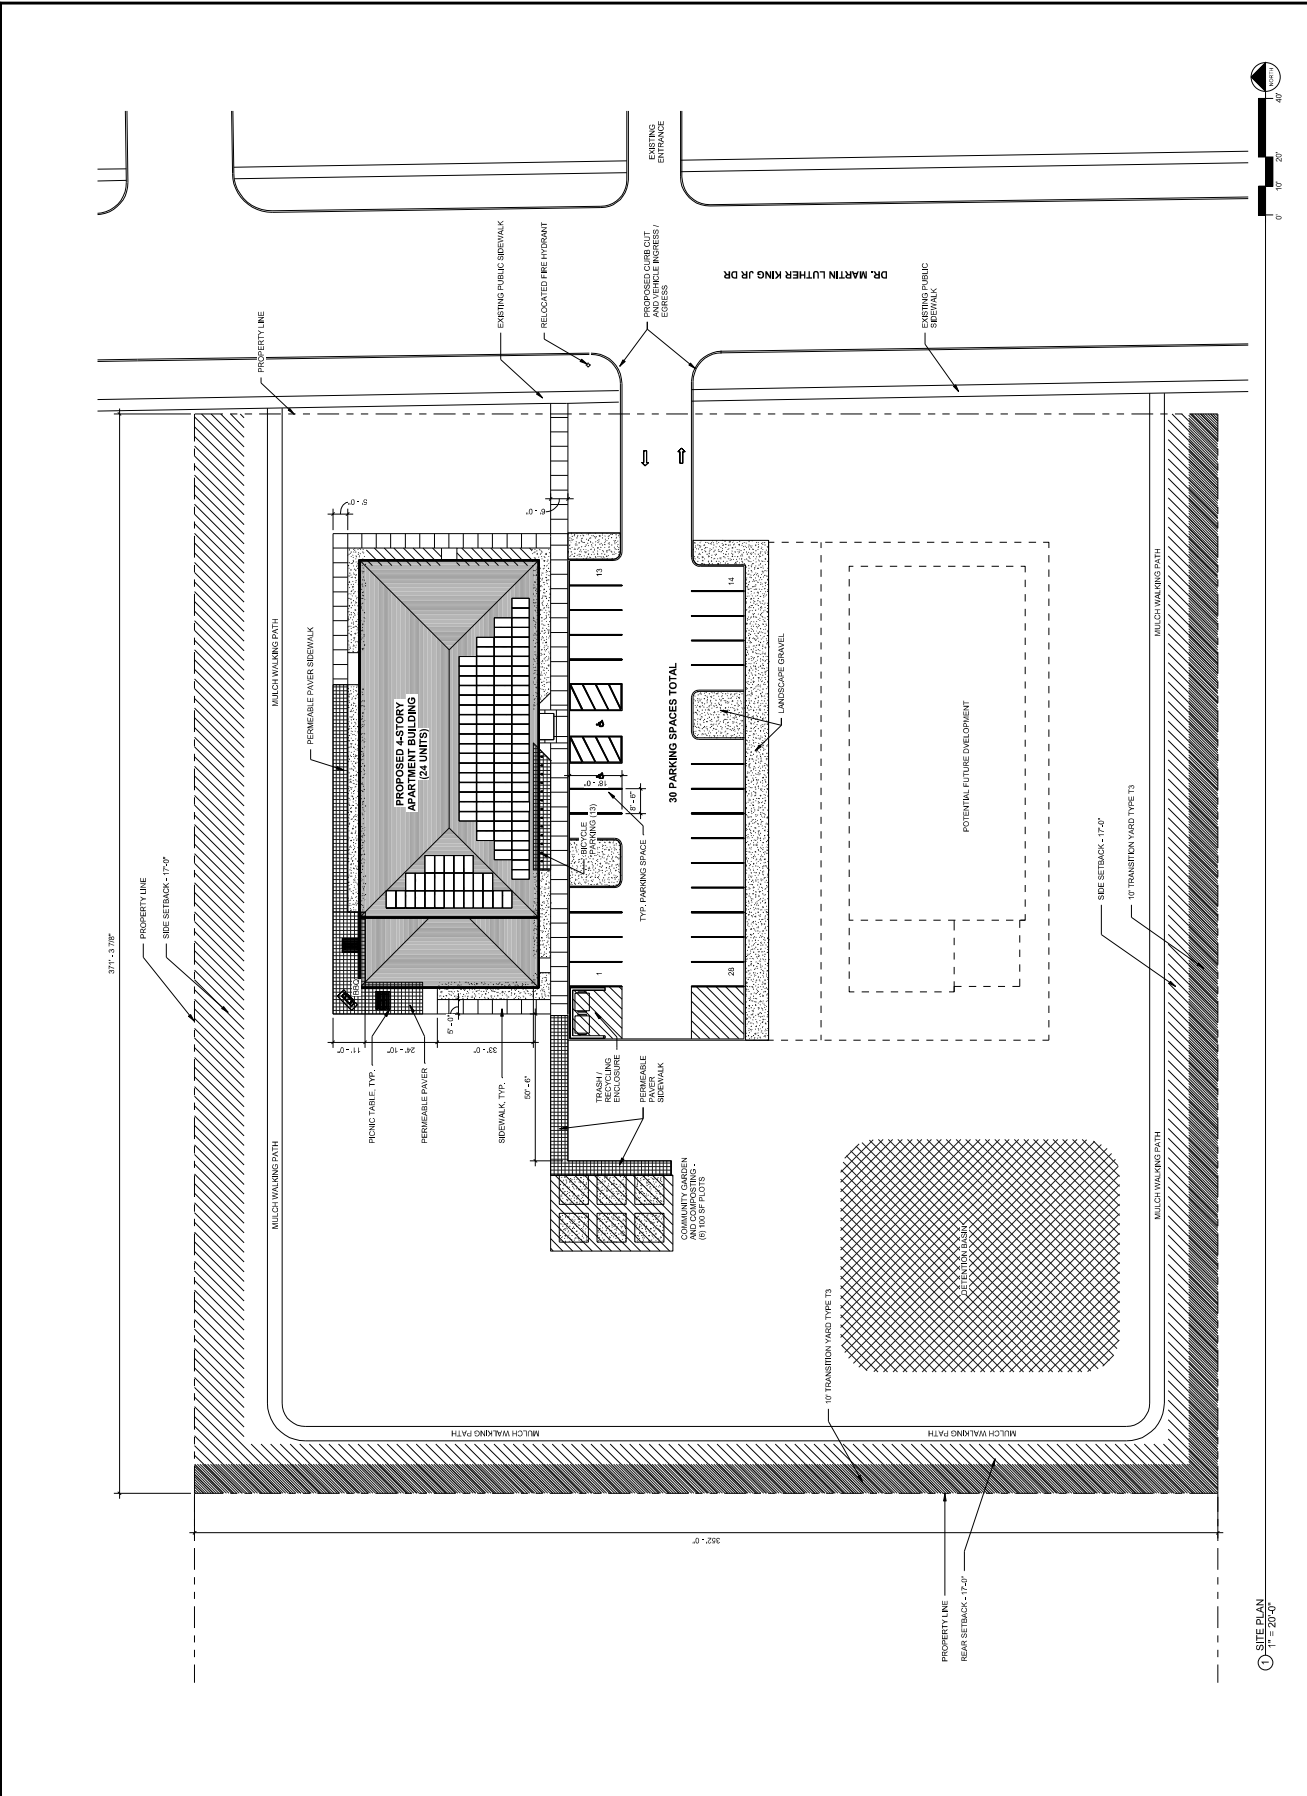 NORTH
0'
10'
20'
40'
EXISTING
ENTRANCE
EXISTING PUBLIC SIDEWALK
RELOCATED FIRE HYDRANT
PROPOSED CURB CUT
AND VEHICLE INGRESS /
EGRESS
DR. MARTIN LUTHER KING JR DR
EXISTING PUBLIC
SIDEWALK
PROPERTY LINE
5' - 0"
6' - 0"
MULCH WALKING PATH
PERMEABLE PAVER SIDEWALK
PROPOSED 4-STORY
APARTMENT BUILDING
(24 UNITS)
13
14
30 PARKING SPACES TOTAL
LANDSCAPE GRAVEL
MULCH WALKING PATH
POTENTIAL FUTURE DVELOPMENT
18' - 0"
8' - 6"
BICYCLE
PARKING (13)
TYP. PARKING SPACE
PROPERTY LINE
SIDE SETBACK - 17'-0"
SIDE SETBACK - 17'-0"
10' TRANSITION YARD TYPE T3
371' - 3 7/8"
BBQ
1
28
11' - 0"
24' - 10"
5' - 0"
33' - 0"
50' - 6"
PICNIC TABLE, TYP.
PERMEABLE PAVER
SIDEWALK, TYP.
TRASH /
RECYCLING
ENCLOSURE
PERMEABLE
PAVER
SIDEWALK
MULCH WALKING PATH
COMMUNITY GARDEN
AND COMPOSTING -
(6) 100 SF PLOTS
DETENTION BASIN
MULCH WALKING PATH
10' TRANSITION YARD TYPE T3
MULCH WALKING PATH
MULCH WALKING PATH
352' - 0"
PROPERTY LINE
REAR SETBACK - 17'-0"
1
SITE PLAN
1" = 20'-0"